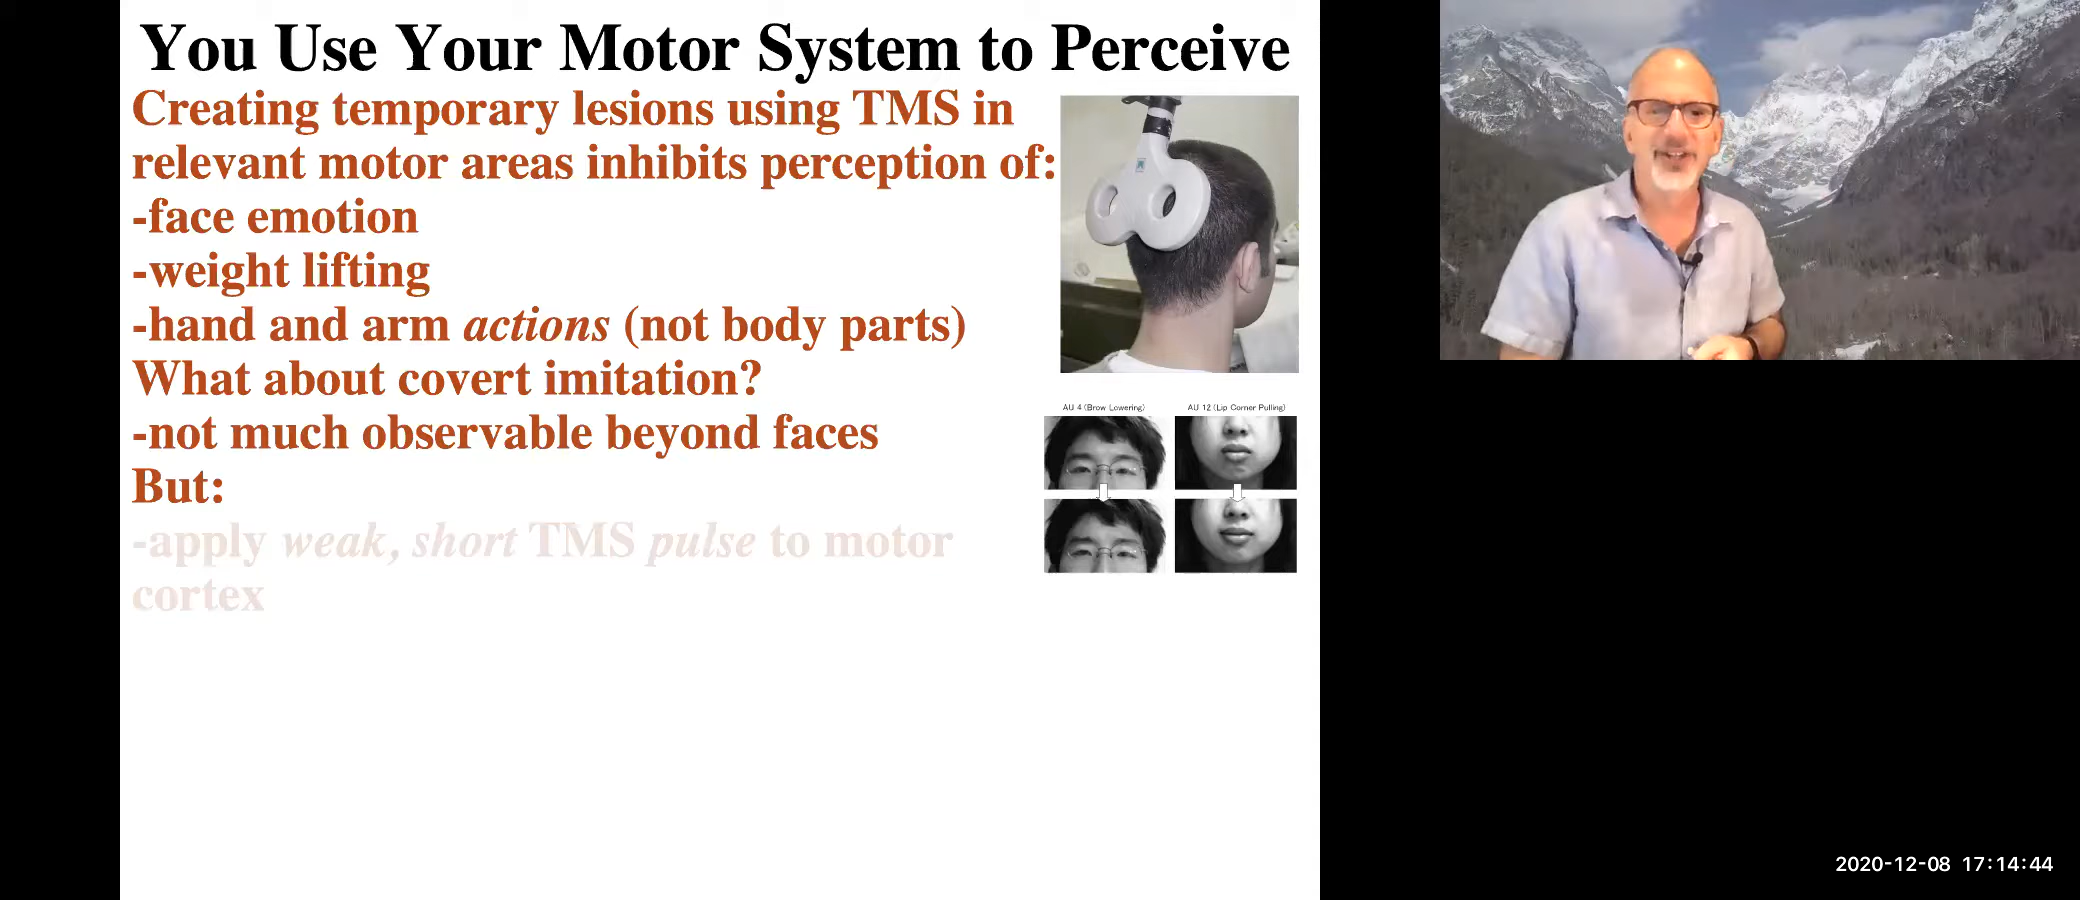 You Use Your Motor System to Perceive
Creating temporary lesions using TMS in
relevant motor areas inhibits perception of:
-face emotion
-weight lifting
-hand and arm actions (not body parts)
What about covert imitation?
-not much observable beyond faces
But:
-apply weak, short TMS pulse to motor
cortex
AU 4 (Brow Lowering)
AU 12 (Lip Corner Pulling)
2020-12-08 17:14:44